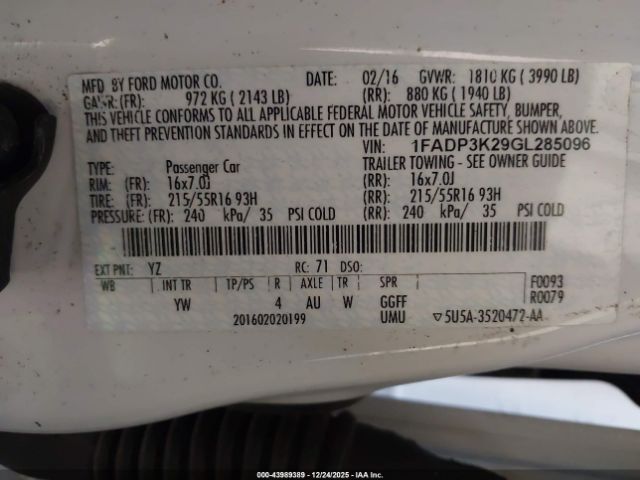 MFD. BY FORD MOTOR CO. DATE: 02/16 GVWR: 1810 KG ( 3990 LB)
GAWR: (FR): 972 KG ( 2143 LB) (RR): 880 KG ( 1940 LB)
THIS VEHICLE CONFORMS TO ALL APPLICABLE FEDERAL MOTOR VEHICLE SAFETY, BUMPER,
AND THEFT PREVENTION STANDARDS IN EFFECT ON THE DATE OF MANUFACTURE SHOWN ABOVE.
VIN: 1FADP3K29GL285096
TYPE: Passenger Car TRAILER TOWING - SEE OWNER GUIDE
RIM: (FR): 16x7.0J (RR): 16x7.0J
TIRE: (FR): 215/55R16 93H (RR): 215/55R16 93H
PRESSURE: (FR): 240 kPa/ 35 PSI COLD (RR): 240 kPa/ 35 PSI COLD
EXT PNT: YZ RC: 71 DSO:
WB INT TR TP/PS R AXLE TR SPR F0093
YW 4 AU W GGFF R0079
201602020199 UMU ▽5U5A-3520472-AA
000-43989389 - 12/24/2025 - IAA Inc.